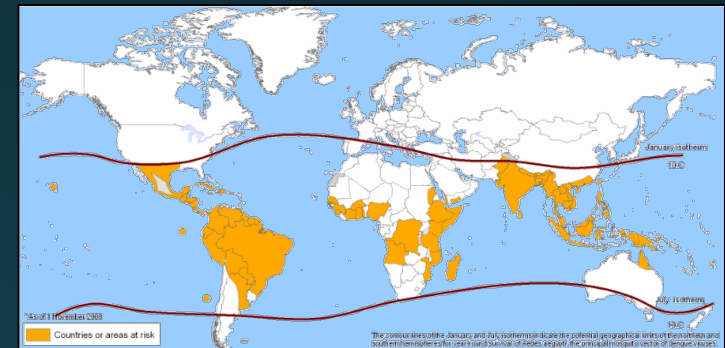 January isotherm
10.C
July isotherm
10.C
*As of 1 November 2008
Countries or areas at risk
The contour lines of the January and July isotherms indicate the potential geographical limits of the northern and
southern hemispheres for year-round survival of Aedes aegypti, the principal mosquito vector of dengue viruses.